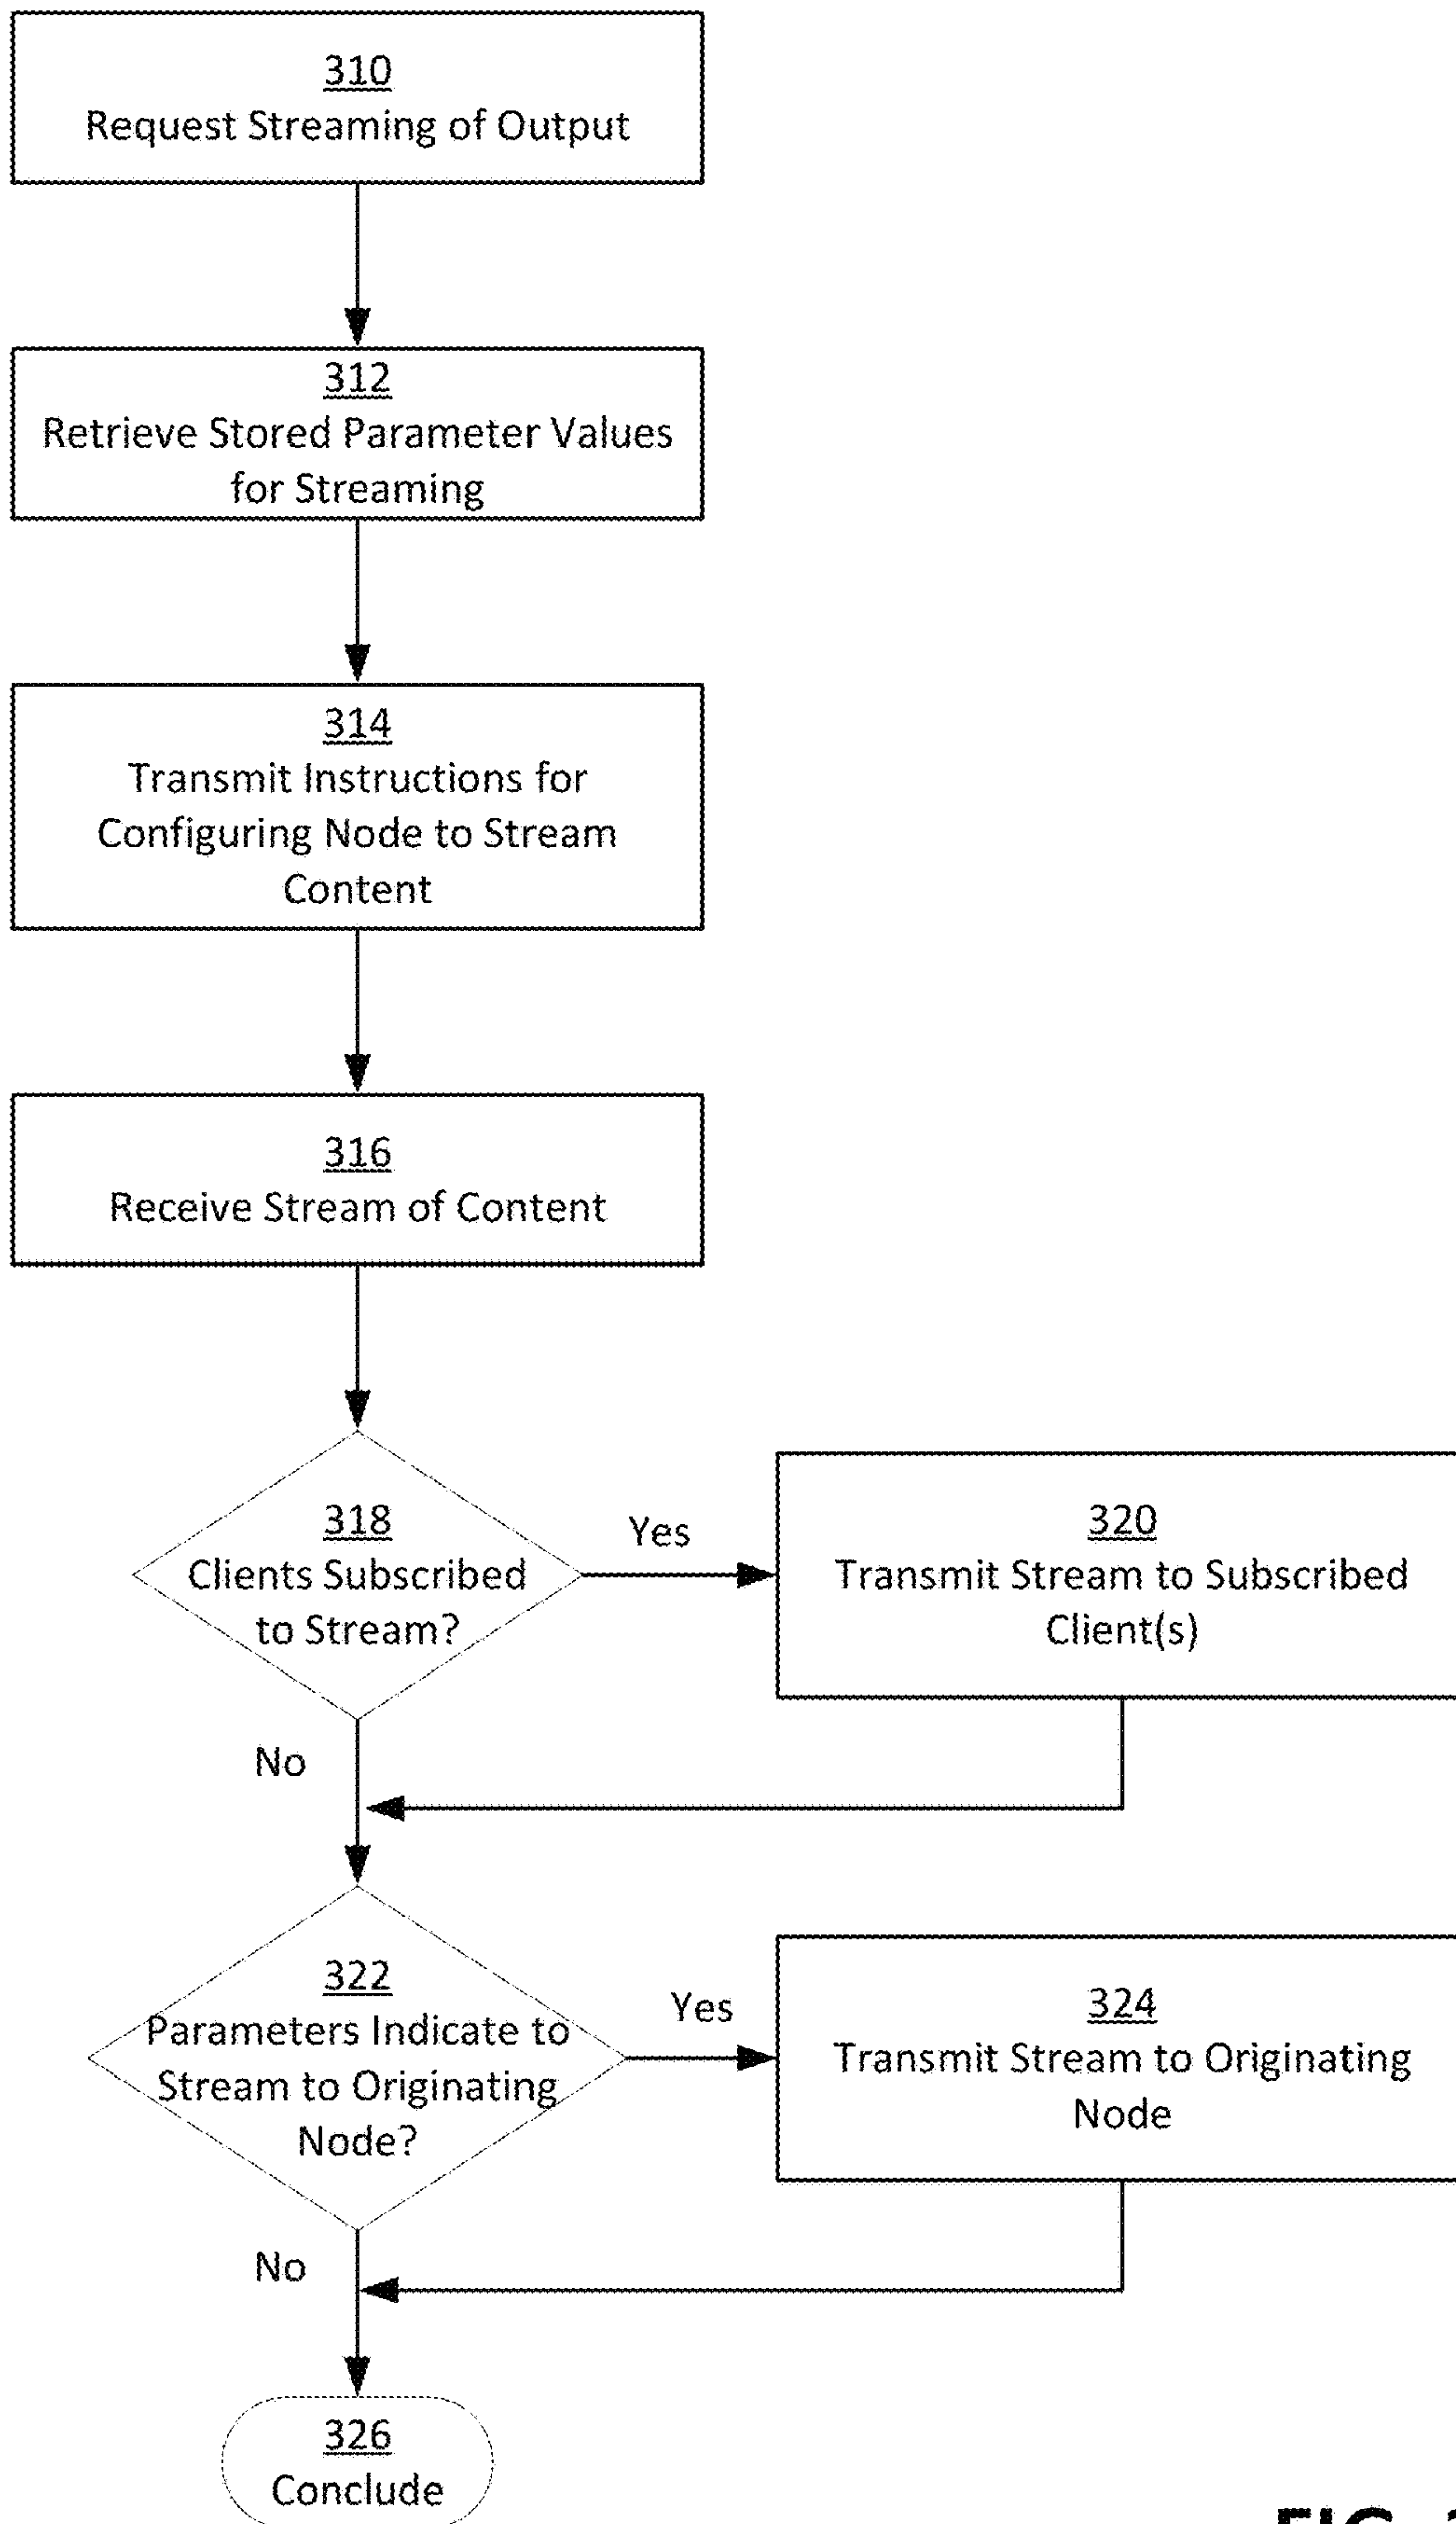 310
Request Streaming of Output
312
Retrieve Stored Parameter Values
for Streaming
314
Transmit Instructions for
Configuring Node to Stream
Content
316
Receive Stream of Content
318
Clients Subscribed
to Stream?
Yes
320
Transmit Stream to Subscribed
Client(s)
No
322
Parameters Indicate to
Stream to Originating
Node?
Yes
324
Transmit Stream to Originating
Node
No
326
Conclude
FIG.